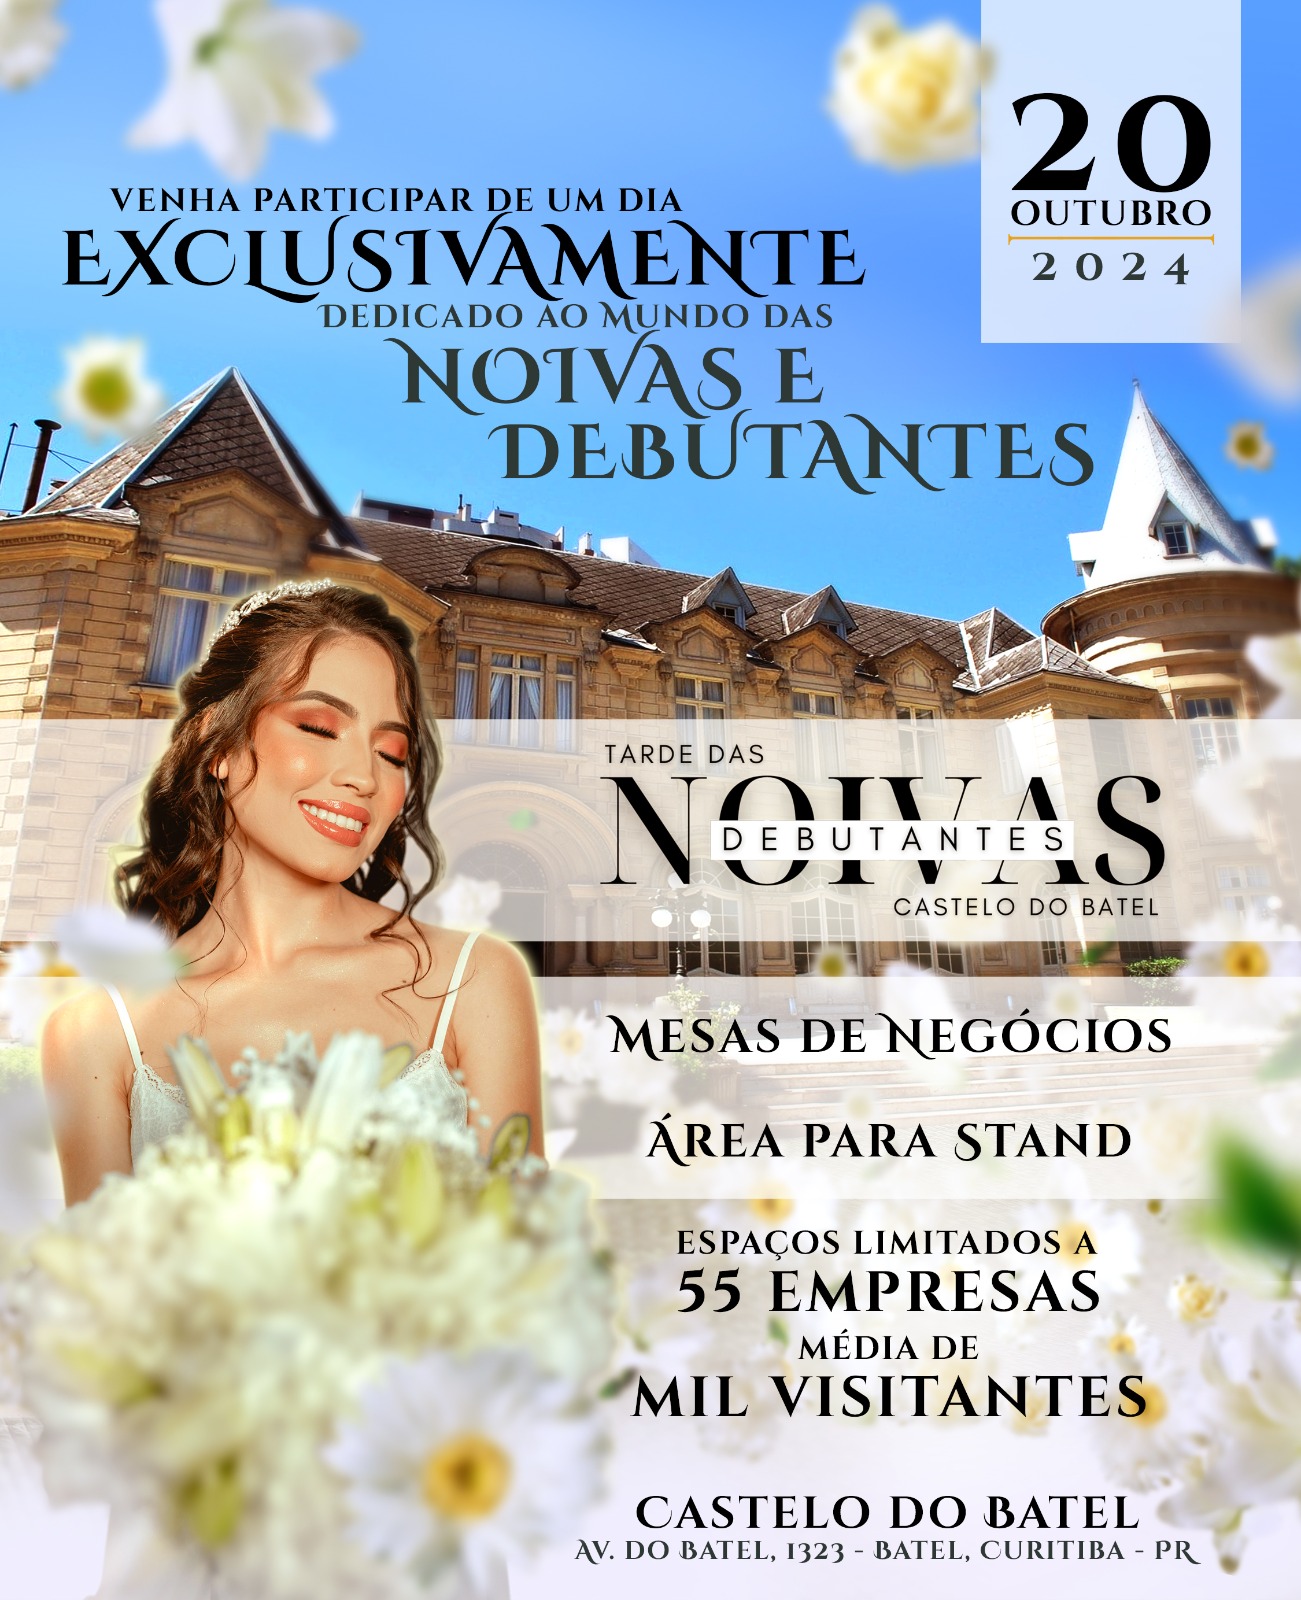 VENHA PARTICIPAR DE UM DIA
EXCLUSIVAMENTE
DEDICADO AO MUNDO DAS
NOIVAS E
DEBUTANTES
20
OUTUBRO
2024
TARDE DAS
NOIVAS
DEBUTANTES
CASTELO DO BATEL
MESAS DE NEGÓCIOS
ÁREA PARA STAND
ESPAÇOS LIMITADOS A
55 EMPRESAS
MÉDIA DE
MIL VISITANTES
CASTELO DO BATEL
AV. DO BATEL, 1323 - BATEL, CURITIBA - PR